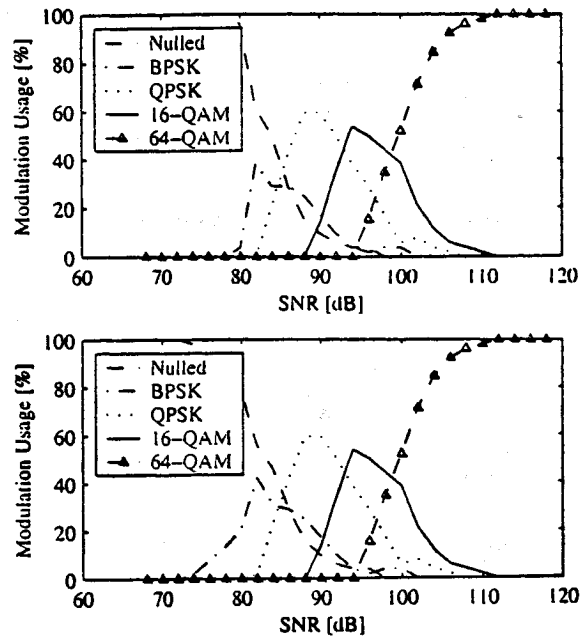 100
80
60
40
20
0
Modulation Usage [%]
Nulled
BPSK
QPSK
16-QAM
64-QAM
60 70 80 90 100 110 120
SNR [dB]
100
80
60
40
20
0
Modulation Usage [%]
Nulled
BPSK
QPSK
16-QAM
64-QAM
60 70 80 90 100 110 120
SNR [dB]